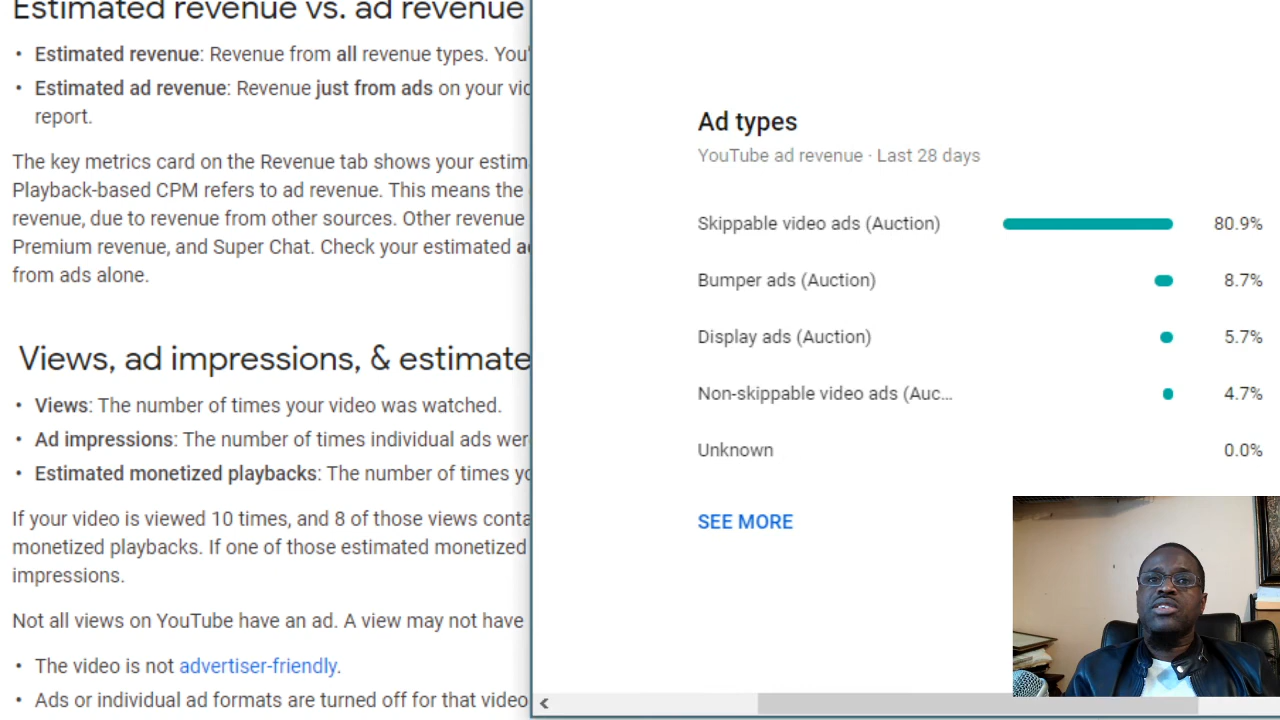 Estimated revenue vs. ad revenue
• Estimated revenue: Revenue from all revenue types. You'
• Estimated ad revenue: Revenue just from ads on your vid
report.
The key metrics card on the Revenue tab shows your estim
Playback-based CPM refers to ad revenue. This means the
revenue, due to revenue from other sources. Other revenue
Premium revenue, and Super Chat. Check your estimated a
from ads alone.
Views, ad impressions, & estimate
• Views: The number of times your video was watched.
• Ad impressions: The number of times individual ads wer
• Estimated monetized playbacks: The number of times yo
If your video is viewed 10 times, and 8 of those views conta
monetized playbacks. If one of those estimated monetized
impressions.
Not all views on YouTube have an ad. A view may not have
• The video is not advertiser-friendly.
• Ads or individual ad formats are turned off for that video
Ad types
YouTube ad revenue · Last 28 days
Skippable video ads (Auction) 80.9%
Bumper ads (Auction) 8.7%
Display ads (Auction) 5.7%
Non-skippable video ads (Auc... 4.7%
Unknown 0.0%
SEE MORE